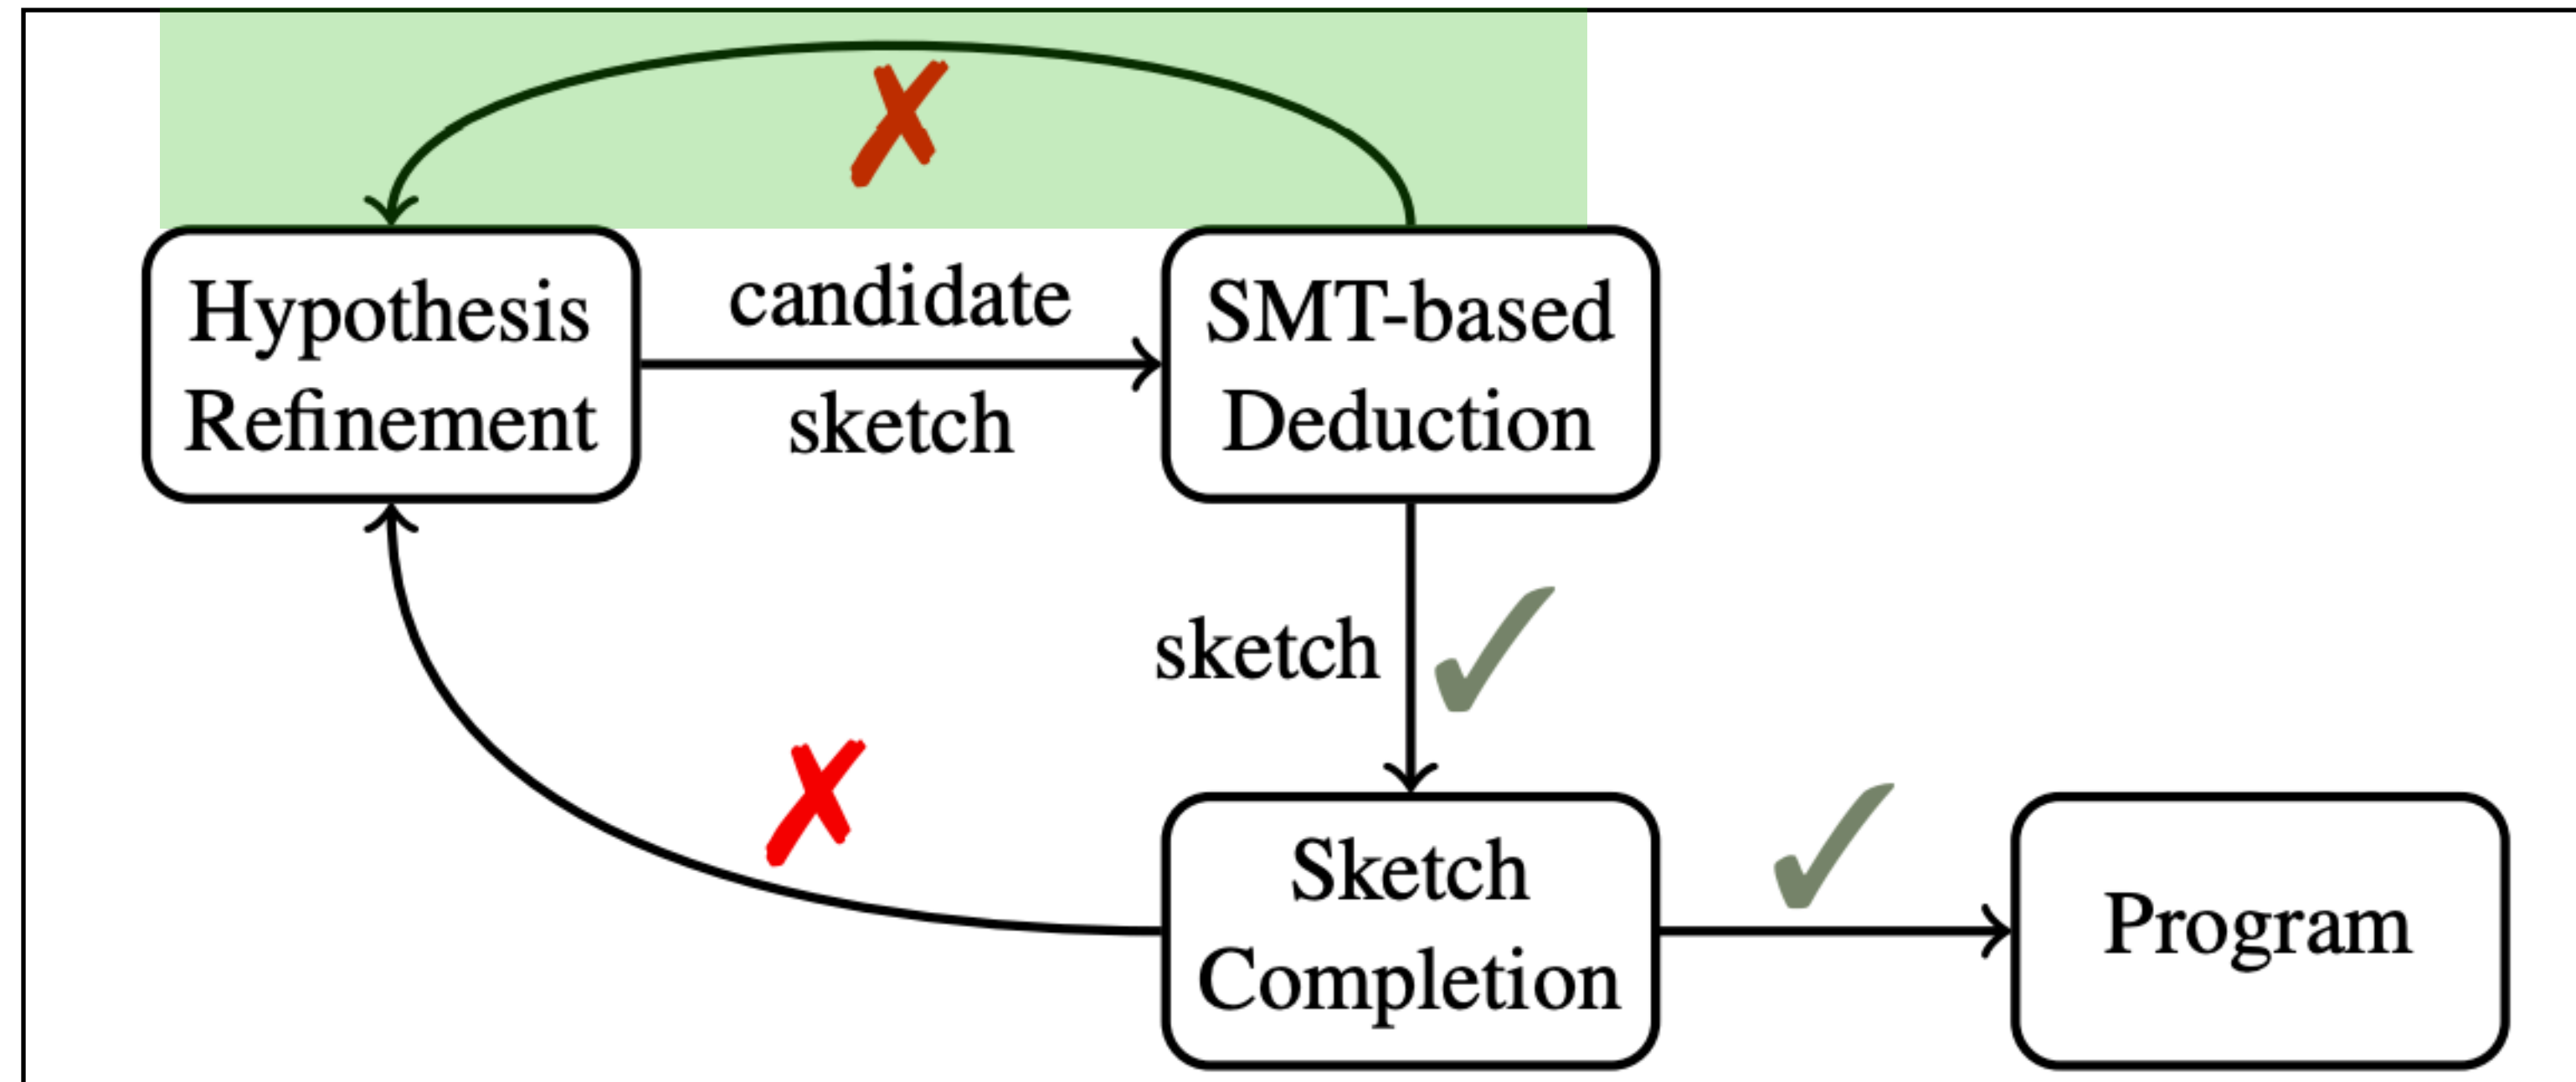 Hypothesis
Refinement
candidate
sketch
SMT-based
Deduction
sketch
Sketch
Completion
Program